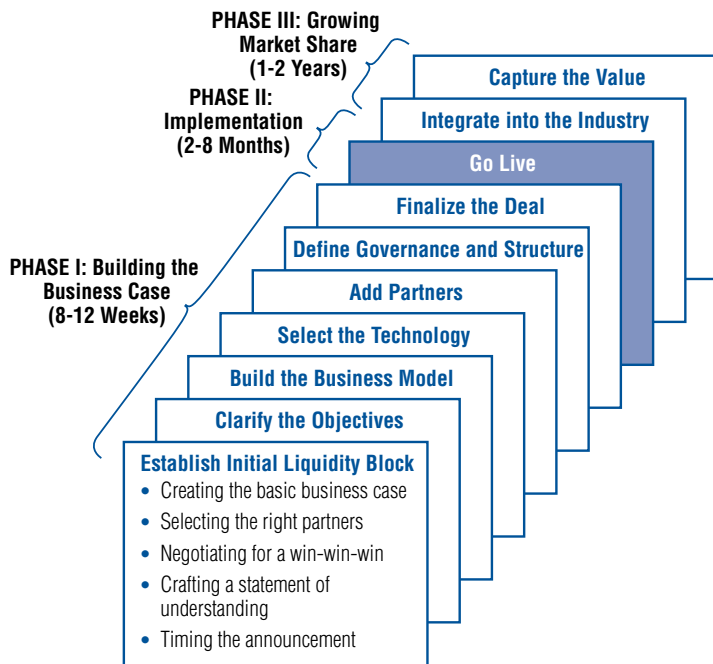 PHASE III: Growing
Market Share
(1-2 Years)
Capture the Value
PHASE II:
Implementation
(2-8 Months)
Integrate into the Industry
Go Live
Finalize the Deal
PHASE I: Building the
Business Case
(8-12 Weeks)
Define Governance and Structure
Add Partners
Select the Technology
Build the Business Model
Clarify the Objectives
Establish Initial Liquidity Block
• Creating the basic business case
• Selecting the right partners
• Negotiating for a win-win-win
• Crafting a statement of
understanding
• Timing the announcement